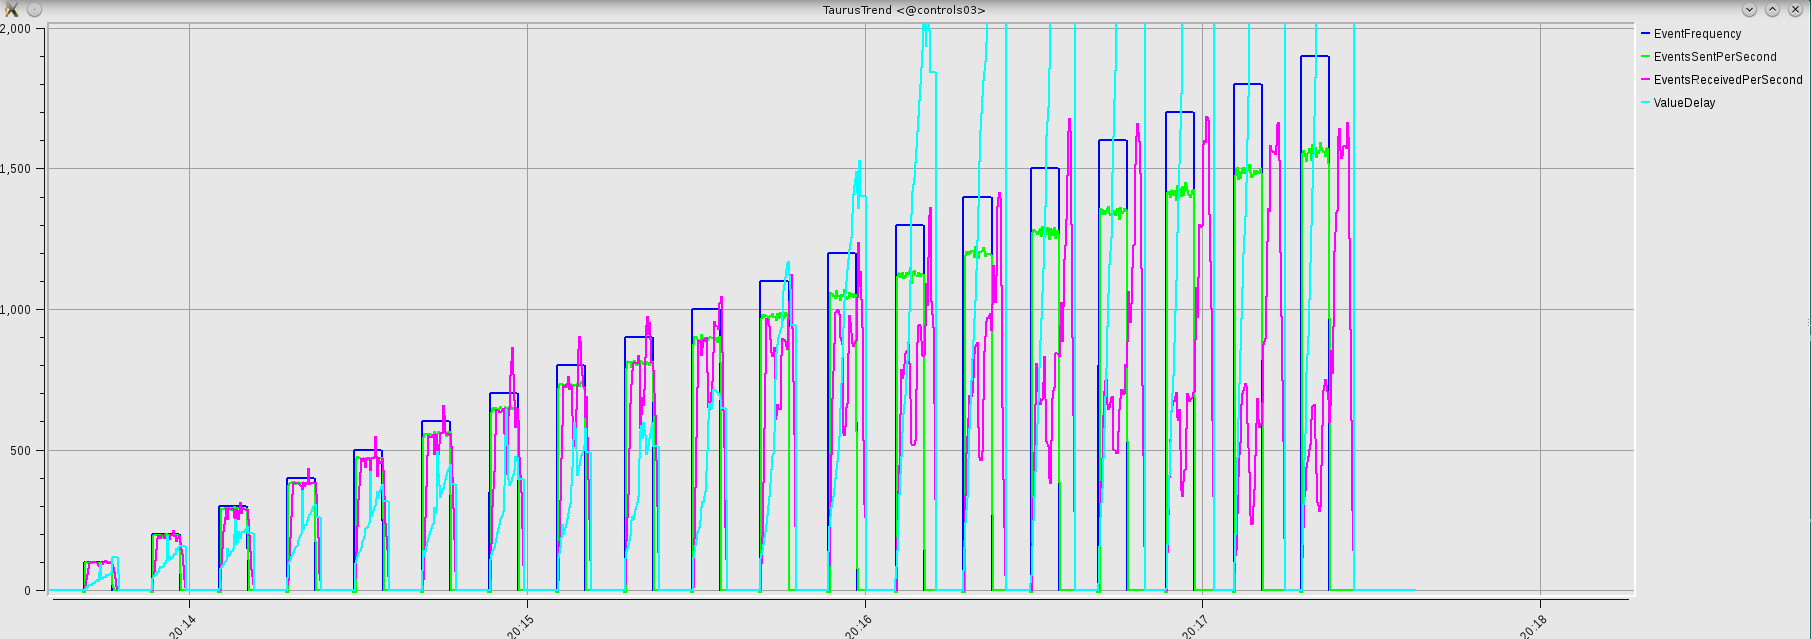 TaurusTrend <@controls03>
2,000
1,500
1,000
500
0
20:14
20:15
20:16
20:17
20:18
EventFrequency
EventsSentPerSecond
EventsReceivedPerSecond
ValueDelay